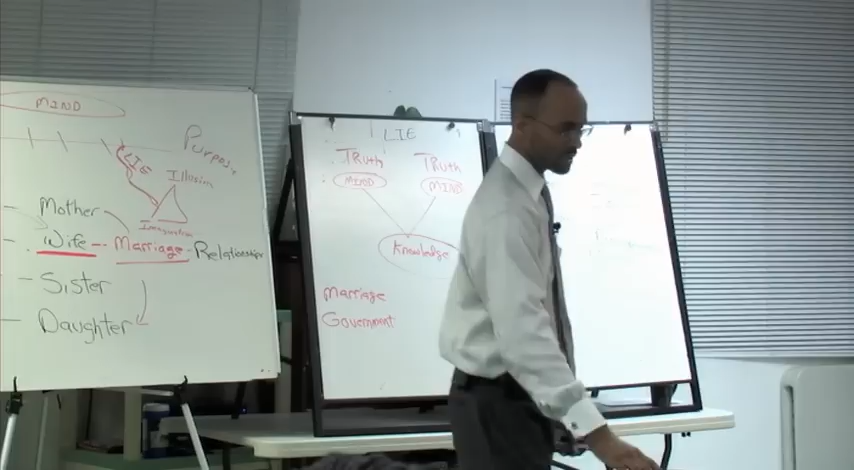 MIND
Purpose
LIE
Illusion
Imagination
Mother
Wife -- Marriage - Relationship
- Sister
- Daughter
LIE
TRuth TRuth
MIND MIND
Knowledge
Marriage
Government